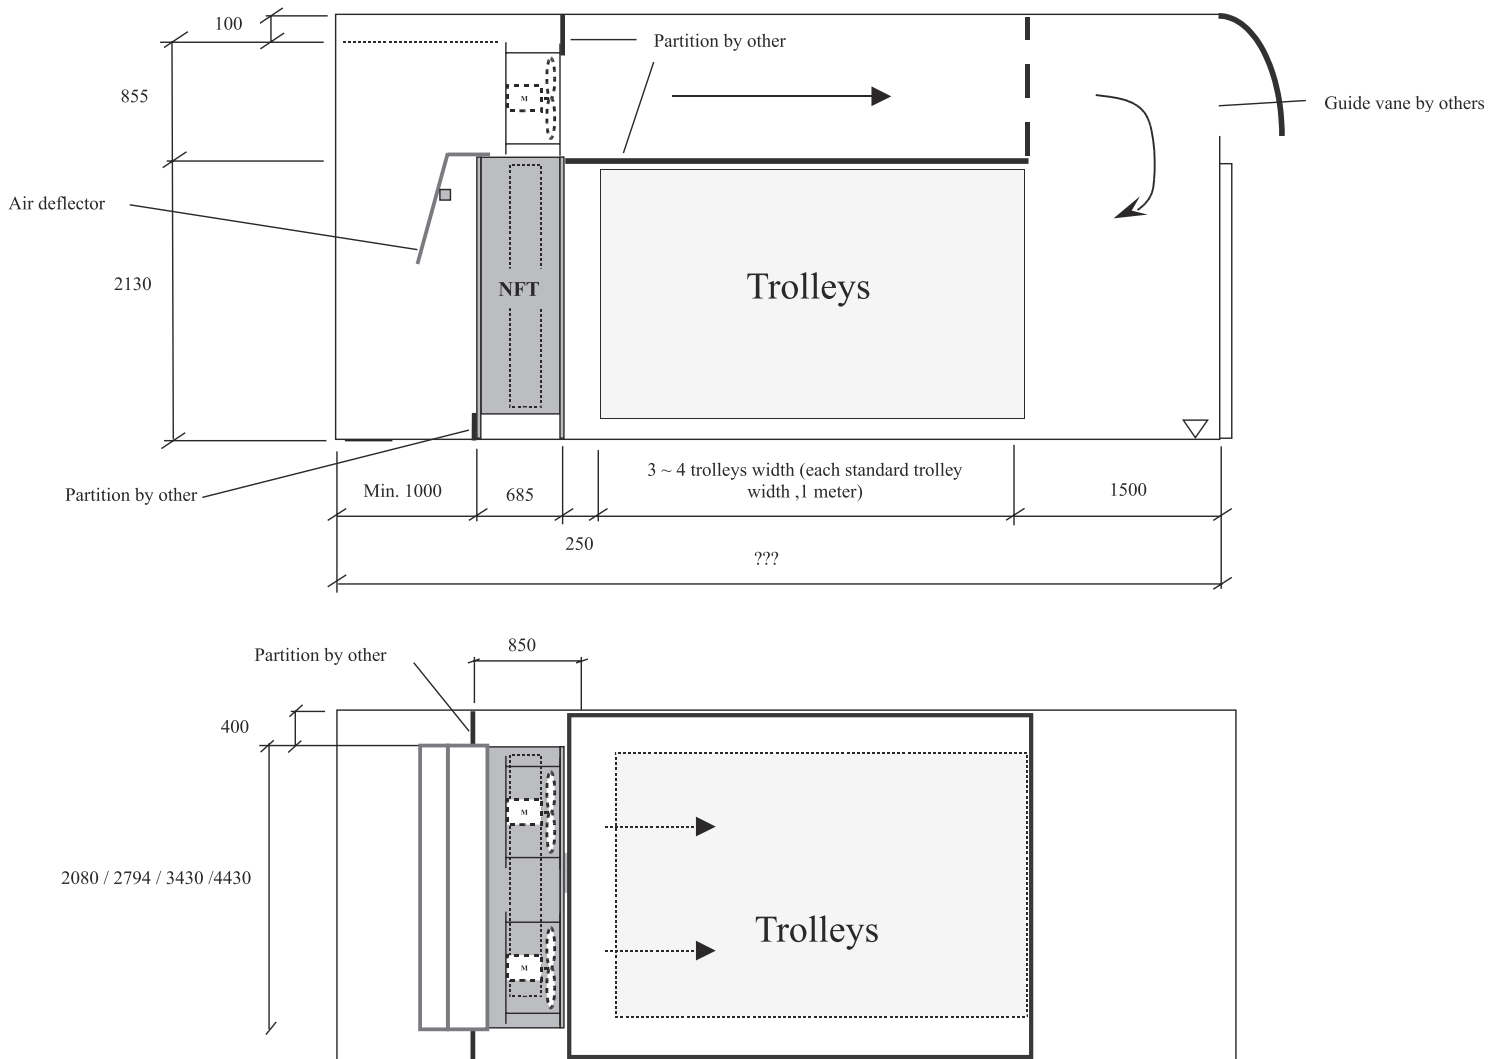 100
Partition by other
855
M
Guide vane by others
Air deflector
2130
NFT
Trolleys
3 ~ 4 trolleys width (each standard trolley
width ,1 meter)
Partition by other
Min. 1000
685
1500
250
???
850
Partition by other
400
M
2080 / 2794 / 3430 /4430
Trolleys
M